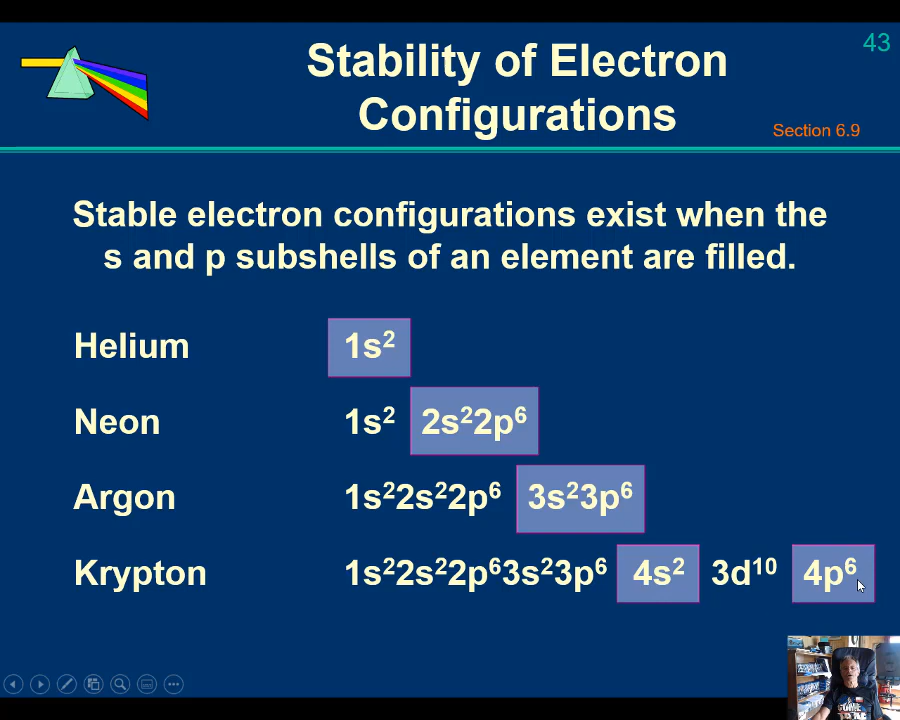 43
Stability of Electron
Configurations
Section 6.9
Stable electron configurations exist when the
s and p subshells of an element are filled.
Helium 1s²
Neon 1s² 2s²2p⁶
Argon 1s²2s²2p⁶ 3s²3p⁶
Krypton 1s²2s²2p⁶3s²3p⁶ 4s² 3d¹⁰ 4p⁶